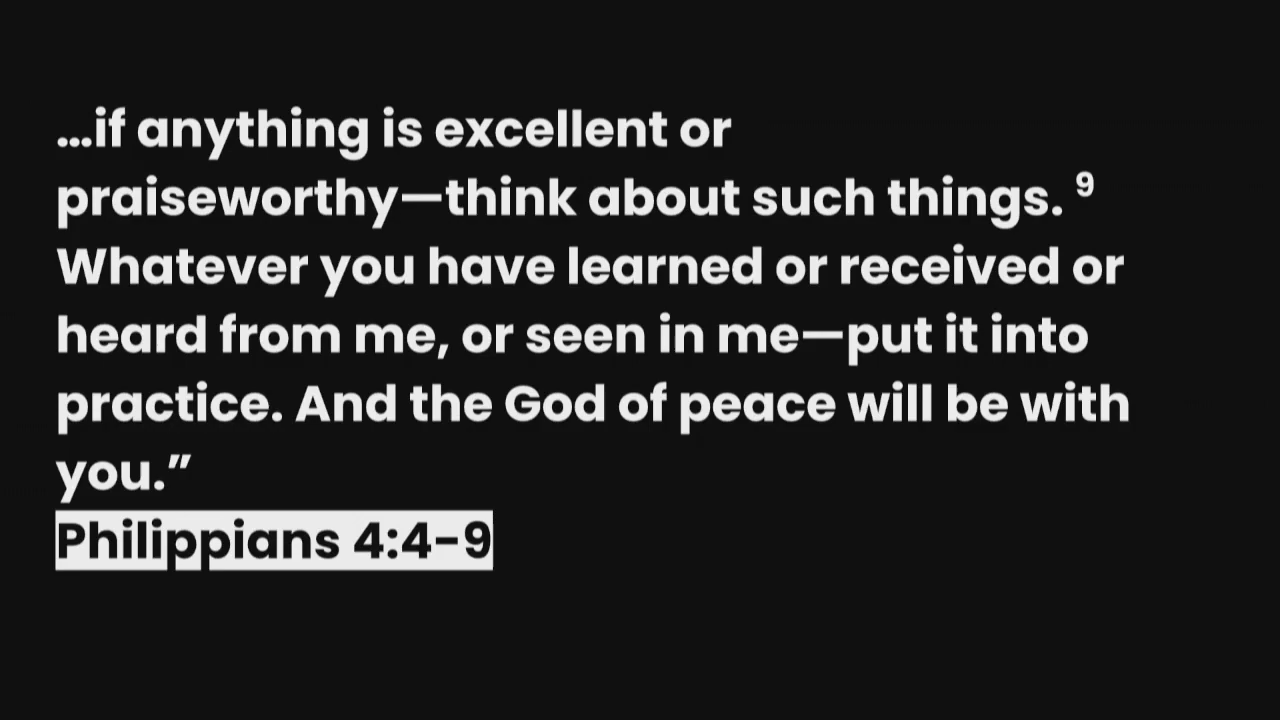 …if anything is excellent or
praiseworthy—think about such things. ⁹
Whatever you have learned or received or
heard from me, or seen in me—put it into
practice. And the God of peace will be with
you.”
Philippians 4:4-9